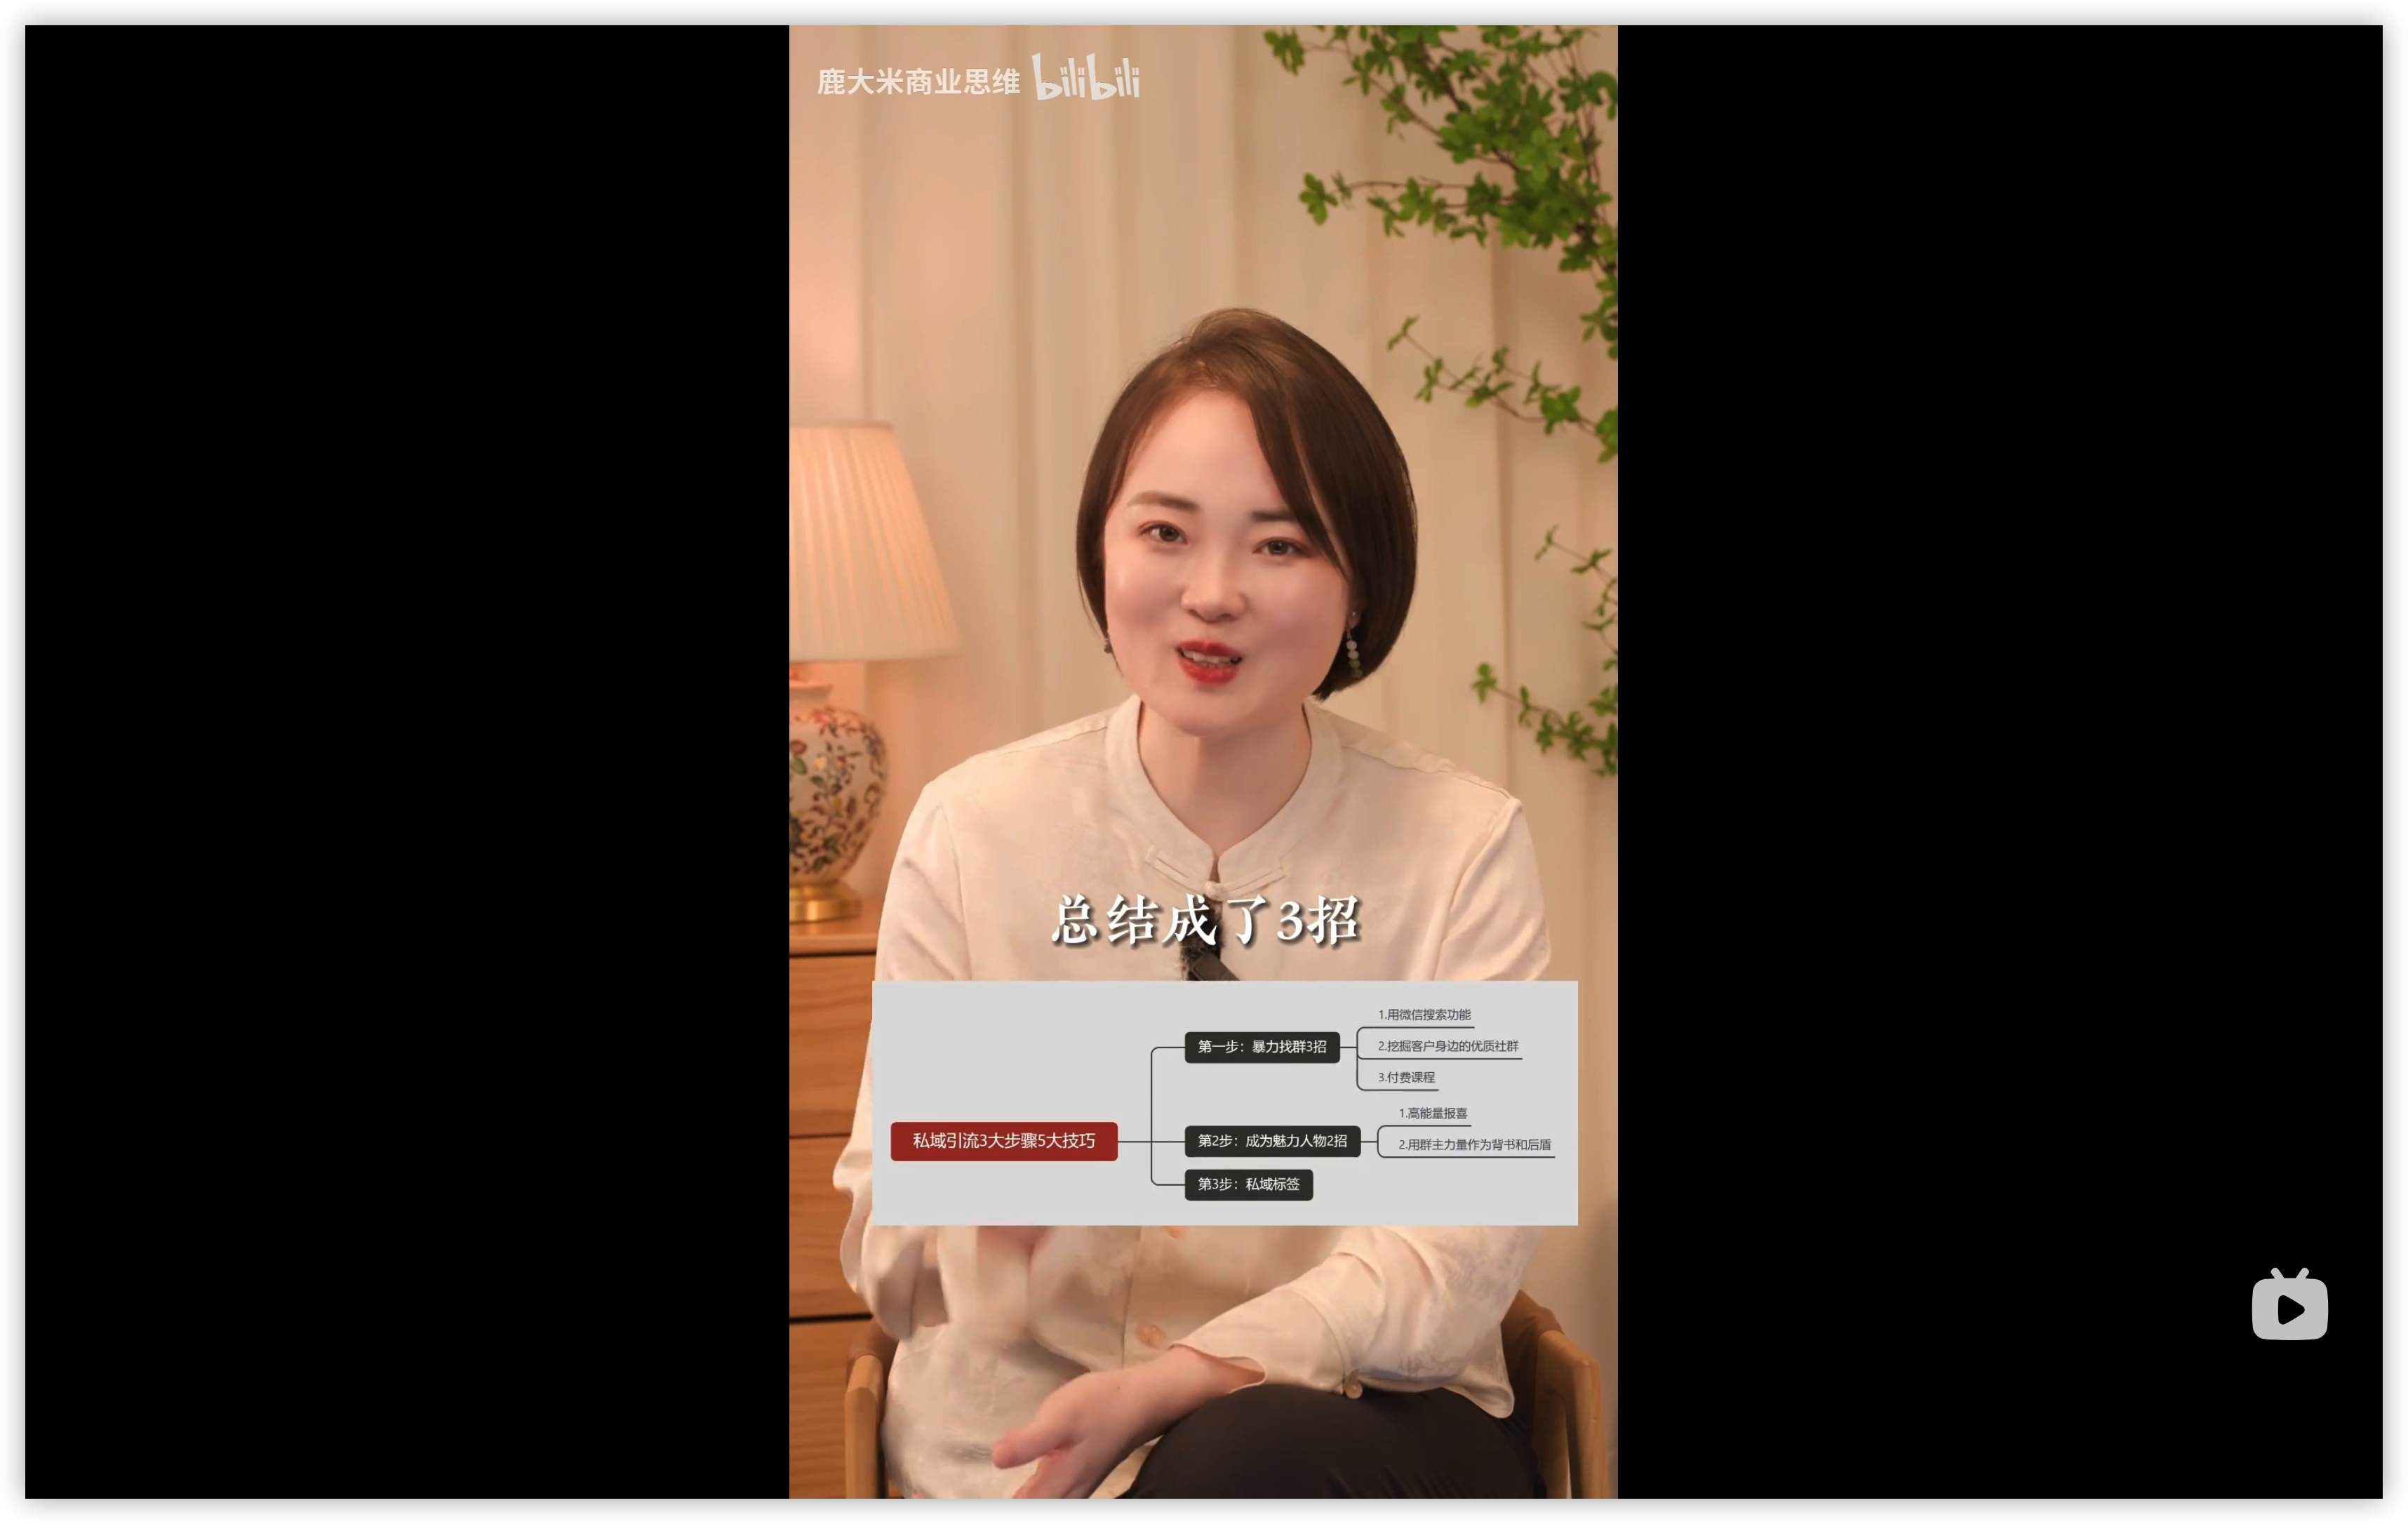 鹿大米商业思维 bilibili
总结成了3招
私域引流3大步骤5大技巧
第一步：暴力找群3招
1.用微信搜索功能
2.挖掘客户身边的优质社群
3.付费课程
第2步：成为魅力人物2招
1.高能量报喜
2.用群主力量作为背书和后盾
第3步：私域标签